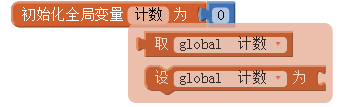 初始化全局变量 计数 为 0
取 global 计数
设 global 计数 为